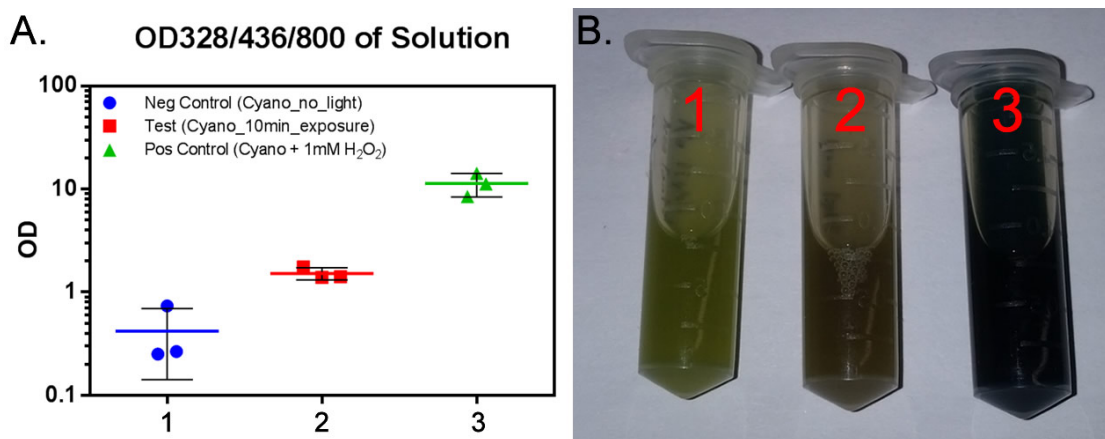 A.
OD328/436/800 of Solution
100
Neg Control (Cyano_no_light)
Test (Cyano_10min_exposure)
Pos Control (Cyano + 1mM H₂O₂)
10
OD
1
0.1
1 2 3
B.
1 2 3